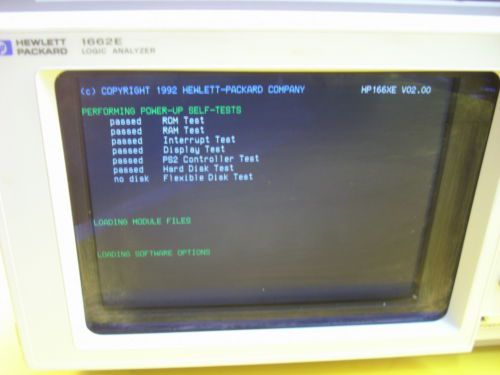 hp HEWLETT PACKARD 1662E
LOGIC ANALYZER
(c) COPYRIGHT 1992 HEWLETT-PACKARD COMPANY HP166XE V02.00
PERFORMING POWER-UP SELF-TESTS
passed ROM Test
passed RAM Test
passed Interrupt Test
passed Display Test
passed PS2 Controller Test
passed Hard Disk Test
no disk Flexible Disk Test
LOADING MODULE FILES
LOADING SOFTWARE OPTIONS